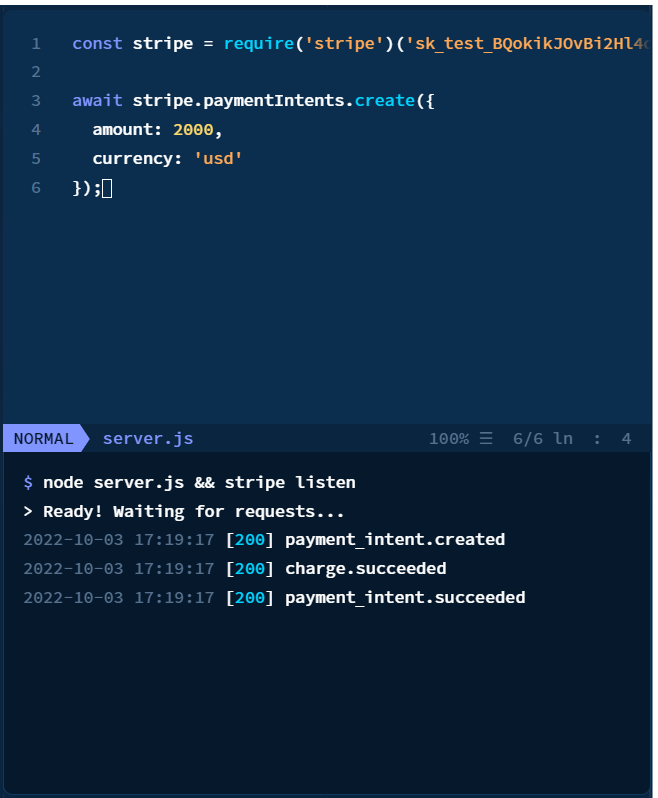 1 const stripe = require('stripe')('sk_test_BQokikJOvBi2Hl4
2
3 await stripe.paymentIntents.create({
4 amount: 2000,
5 currency: 'usd'
6 });
NORMAL server.js 100% ☰ 6/6 ln : 4
$ node server.js && stripe listen
> Ready! Waiting for requests...
2022-10-03 17:19:17 [200] payment_intent.created
2022-10-03 17:19:17 [200] charge.succeeded
2022-10-03 17:19:17 [200] payment_intent.succeeded